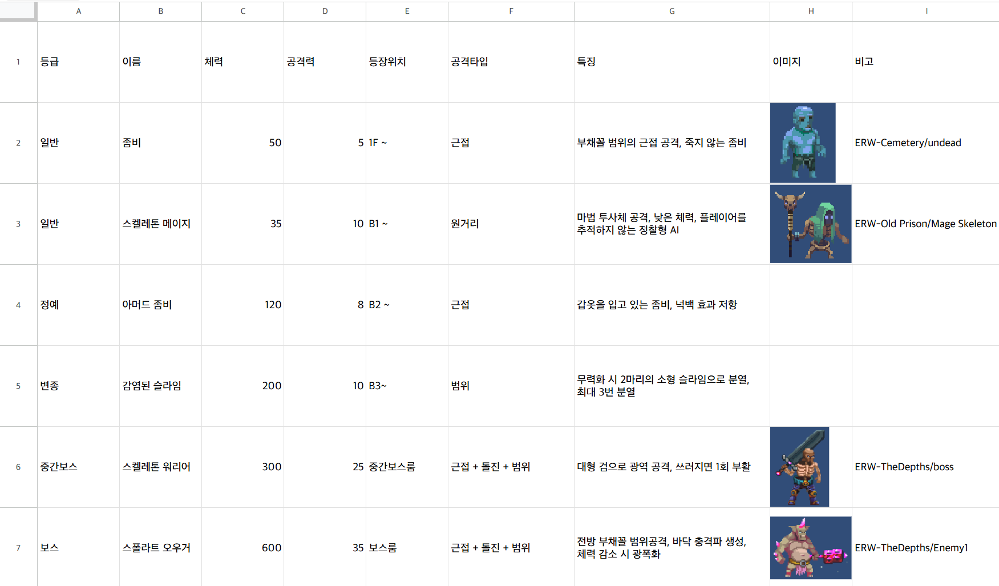 A B C D E F G H I
1 등급 이름 체력 공격력 등장위치 공격타입 특징 이미지 비고
2 일반 좀비 50 5 1F ~ 근접 부채꼴 범위의 근접 공격, 죽지 않는 좀비 ERW-Cemetery/undead
3 일반 스켈레톤 메이지 35 10 B1 ~ 원거리 마법 투사체 공격, 낮은 체력, 플레이어를
추적하지 않는 정찰형 AI ERW-Old Prison/Mage Skeleton
4 정예 아머드 좀비 120 8 B2 ~ 근접 갑옷을 입고 있는 좀비, 넉백 효과 저항
5 변종 감염된 슬라임 200 10 B3~ 범위 무력화 시 2마리의 소형 슬라임으로 분열,
최대 3번 분열
6 중간보스 스켈레톤 워리어 300 25 중간보스룸 근접 + 돌진 + 범위 대형 검으로 광역 공격, 쓰러지면 1회 부활 ERW-TheDepths/boss
7 보스 스폴라트 오우거 600 35 보스룸 근접 + 돌진 + 범위 전방 부채꼴 범위공격, 바닥 충격파 생성,
체력 감소 시 광폭화 ERW-TheDepths/Enemy1